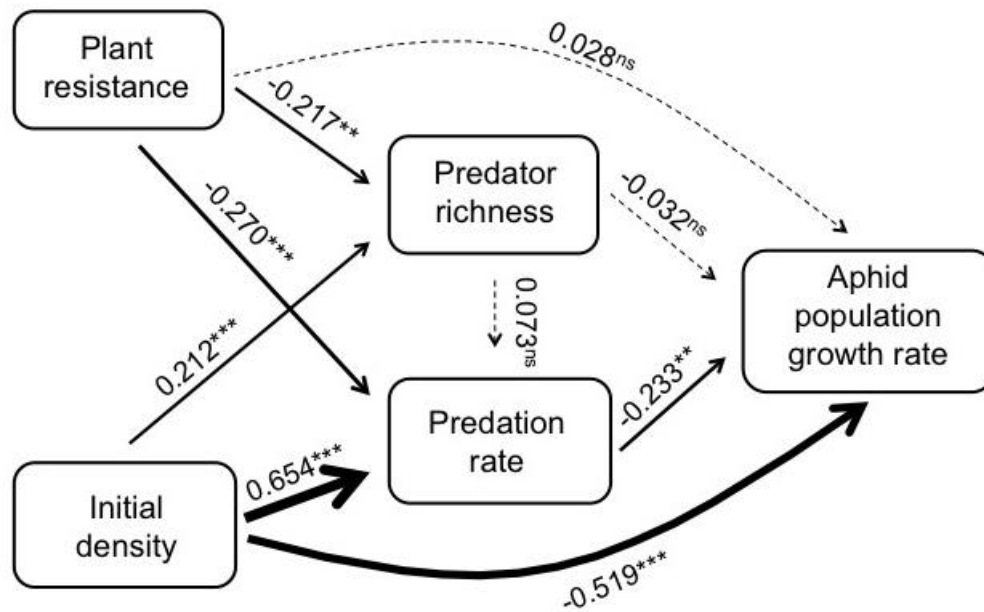 Plant
resistance
0.028ns
-0.217**
Predator
richness
-0.032ns
-0.270***
Aphid
population
growth rate
0.212***
0.073ns
-0.233**
Predation
rate
0.654***
Initial
density
-0.519***